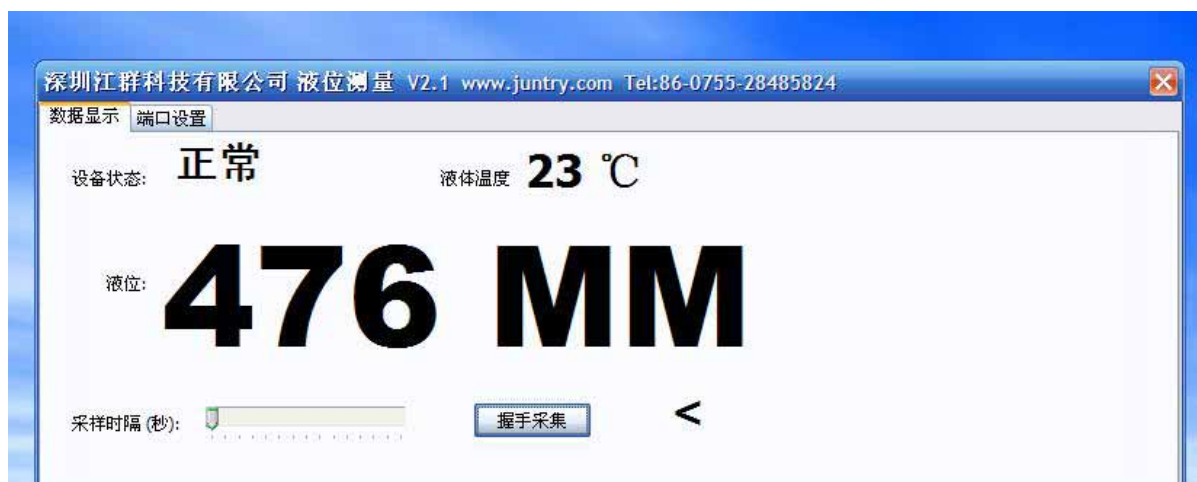 深圳江群科技有限公司 液位测量 V2.1 www.juntry.com Tel:86-0755-28485824
数据显示 端口设置
设备状态: 正常 液体温度 23 ℃
液位: 476 MM
采样时隔(秒): 握手采集 <